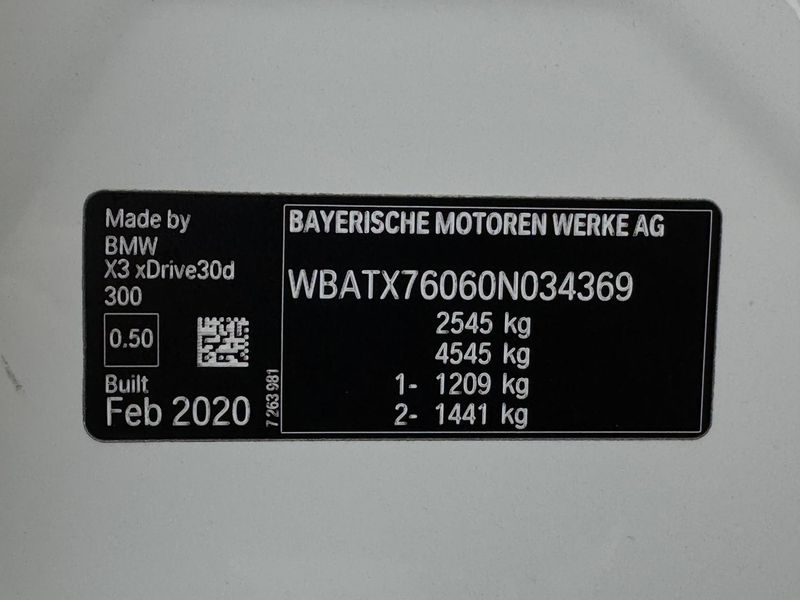 Made by
BMW
X3 xDrive30d
300
0.50
Built
Feb 2020
7 263 981
BAYERISCHE MOTOREN WERKE AG
WBATX76060N034369
2545 kg
4545 kg
1- 1209 kg
2- 1441 kg